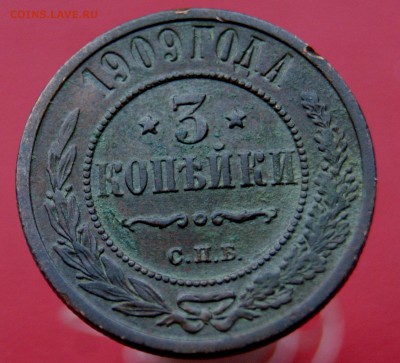 COINS.LAVE.RU
1909 ГОДА
3
КОПѢЙКИ
С.П.Б.